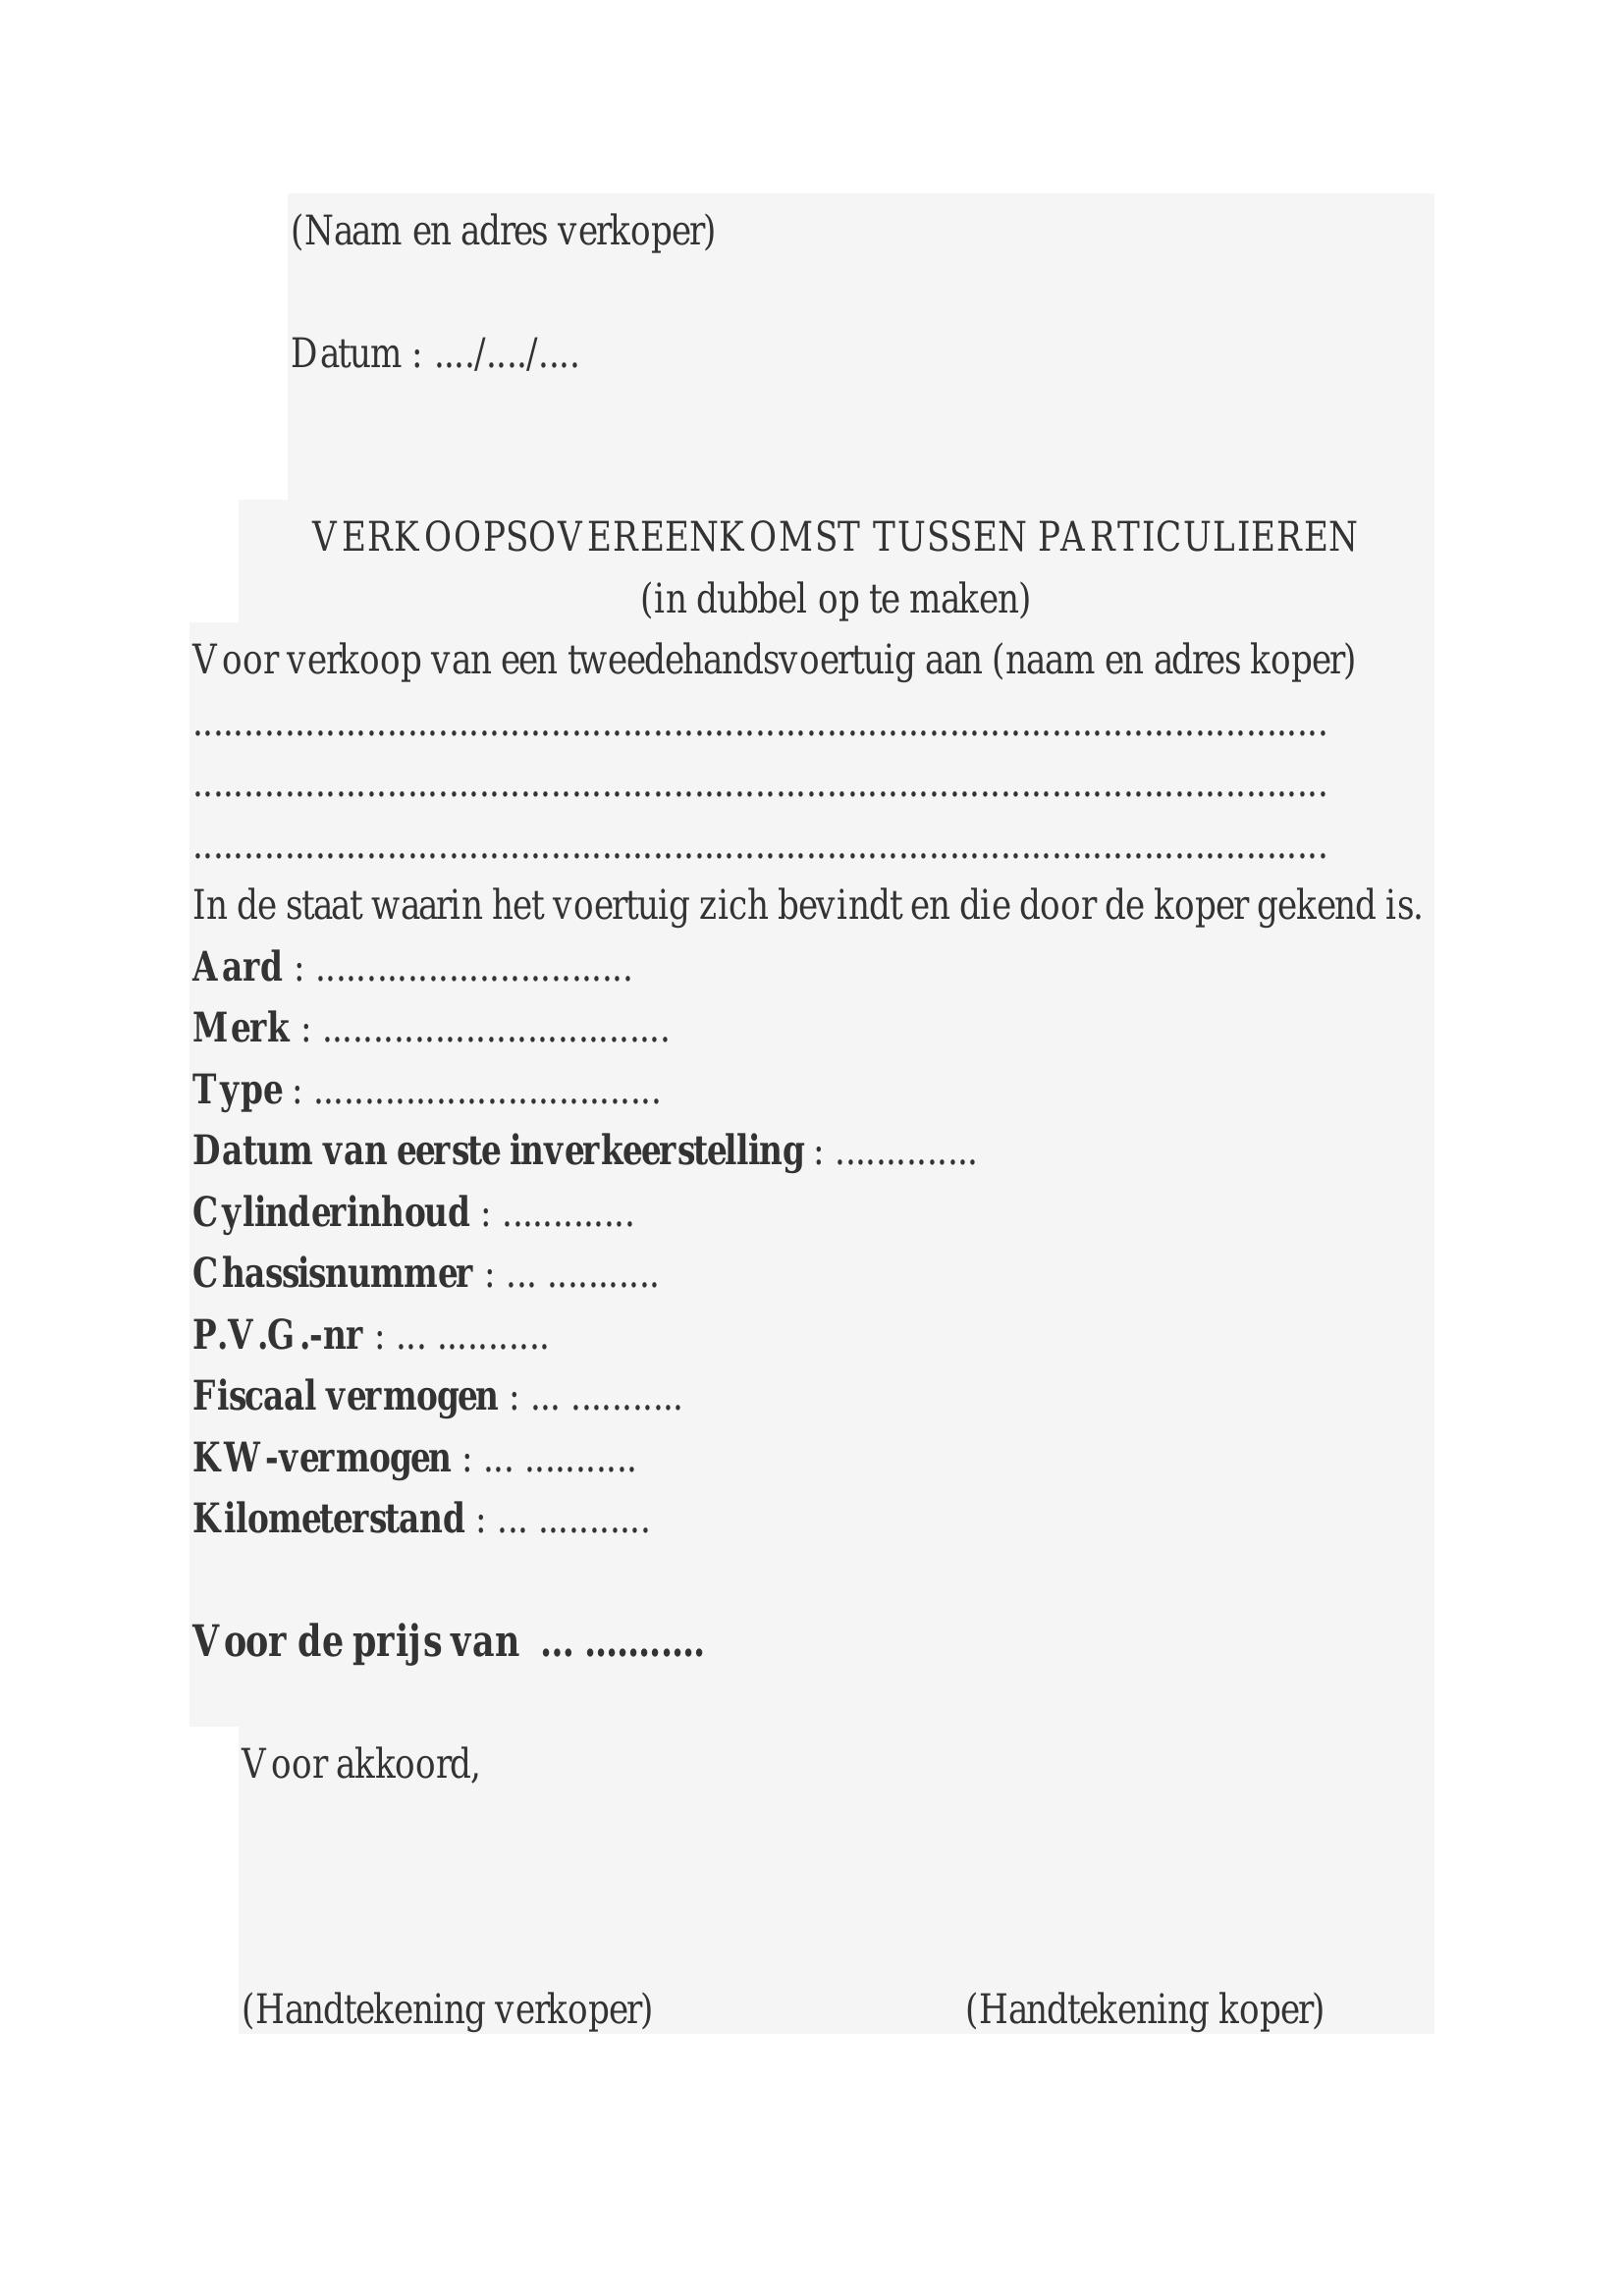 (Naam en adres verkoper)
Datum : ..../..../....
VERKOOPSOVEREENKOMST TUSSEN PARTICULIEREN
(in dubbel op te maken)
Voor verkoop van een tweedehandsvoertuig aan (naam en adres koper)
...............................................................................................................
...............................................................................................................
...............................................................................................................
In de staat waarin het voertuig zich bevindt en die door de koper gekend is.
Aard : ...............................
Merk : ..................................
Type : ..................................
Datum van eerste inverkeerstelling : ..............
Cylinderinhoud : .............
Chassisnummer : ... ...........
P.V.G.-nr : ... ...........
Fiscaal vermogen : ... ...........
KW-vermogen : ... ...........
Kilometerstand : ... ...........
Voor de prijs van ... ...........
Voor akkoord,
(Handtekening verkoper) (Handtekening koper)